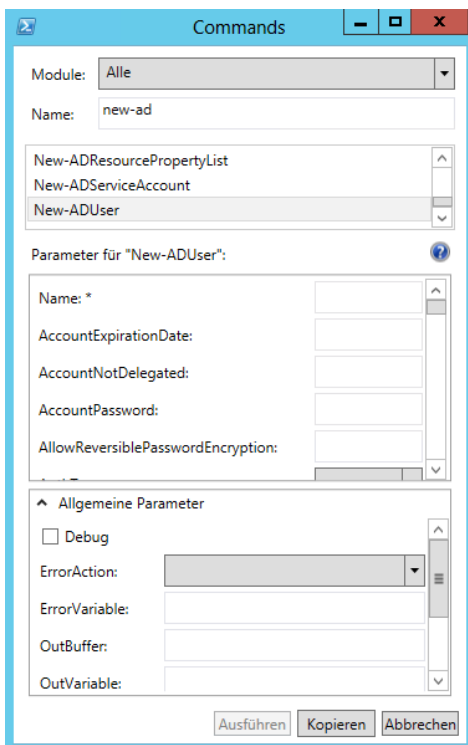 Commands
Module: Alle
Name: new-ad
New-ADResourcePropertyList
New-ADServiceAccount
New-ADUser
Parameter für "New-ADUser":
Name: *
AccountExpirationDate:
AccountNotDelegated:
AccountPassword:
AllowReversiblePasswordEncryption:
Allgemeine Parameter
Debug
ErrorAction:
ErrorVariable:
OutBuffer:
OutVariable:
Ausführen Kopieren Abbrechen